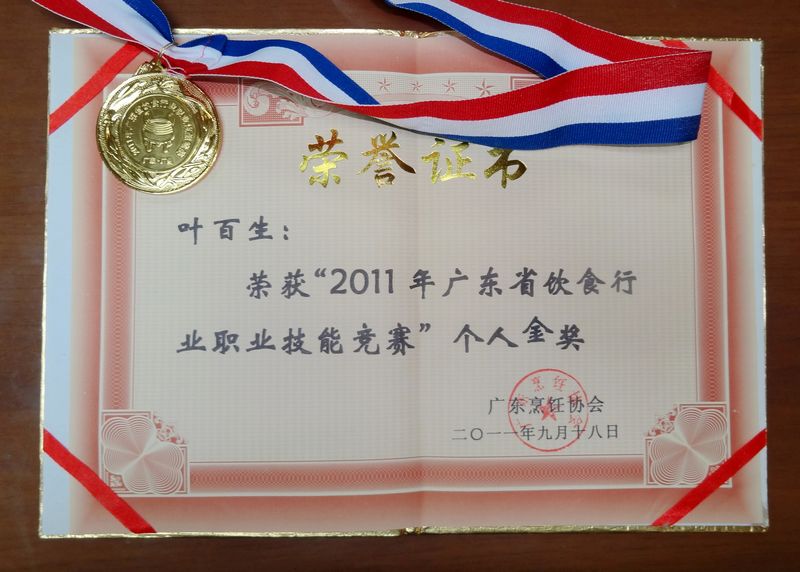 荣誉证书
叶百生：
荣获“2011年广东省饮食行
业职业技能竞赛”个人金奖
广东烹饪协会
二〇一一年九月十八日